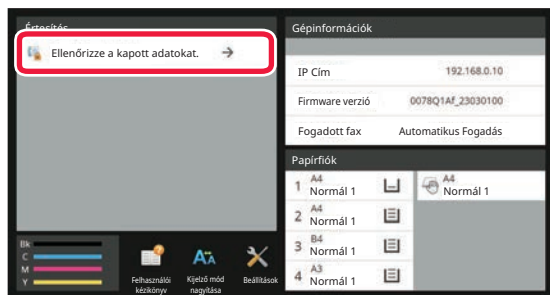 Értesítés
Ellenőrizze a kapott adatokat.
Bk
C
M
Y
Felhasználói
kézikönyv
Kijelző mód
nagyítása
Beállítások
Gépinformációk
IP Cím 192.168.0.10
Firmware verzió 0078Q1Af_23030100
Fogadott fax Automatikus Fogadás
Papírfiók
1 A4
Normál 1
A4
Normál 1
2 A4
Normál 1
3 B4
Normál 1
4 A3
Normál 1